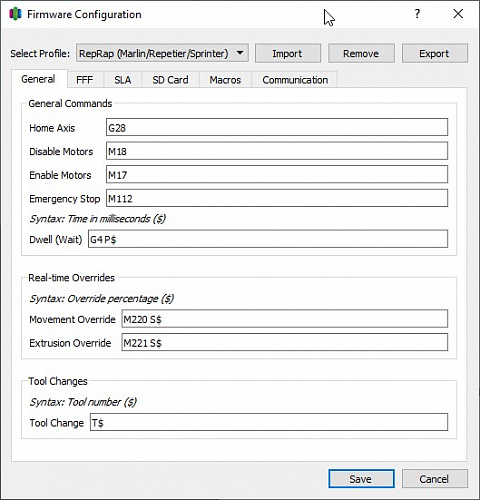 Firmware Configuration
?
Select Profile: RepRap (Marlin/Repetier/Sprinter) Import Remove Export
General FFF SLA SD Card Macros Communication
General Commands
Home Axis G28
Disable Motors M18
Enable Motors M17
Emergency Stop M112
Syntax: Time in milliseconds ($)
Dwell (Wait) G4 P$
Real-time Overrides
Syntax: Override percentage ($)
Movement Override M220 S$
Extrusion Override M221 S$
Tool Changes
Syntax: Tool number ($)
Tool Change T$
Save Cancel